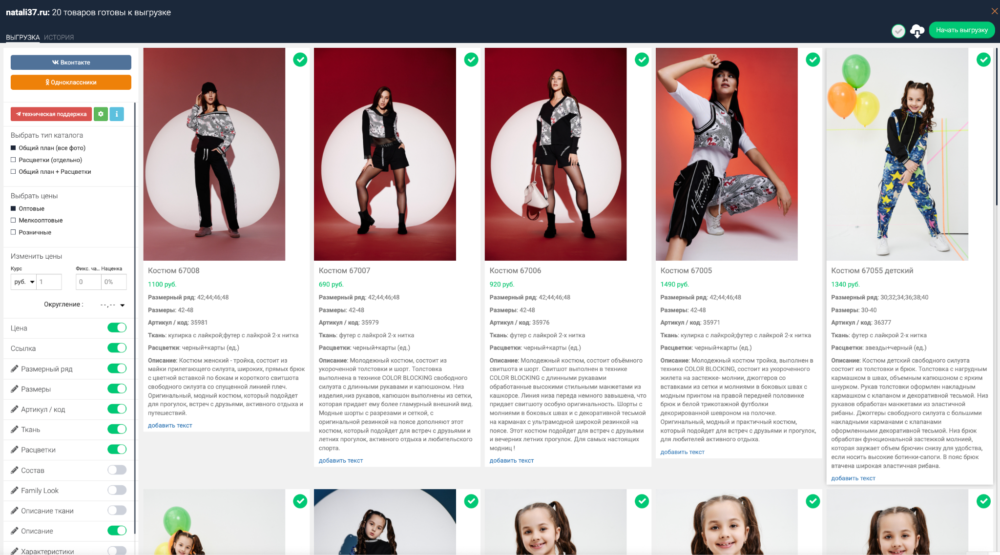 natali37.ru: 20 товаров готовы к выгрузке
ВЫГРУЗКА ИСТОРИЯ
Начать выгрузку
Вконтакте
Одноклассники
техническая поддержка
Выбрать тип каталога
Общий план (все фото)
Расцветки (отдельно)
Общий план + Расцветки
Выбрать цены
Оптовые
Мелкооптовые
Розничные
Изменить цены
Курс Фикс. ча... Наценка
руб. 1 0 0%
Округление : --,--
Цена
Ссылка
Размерный ряд
Размеры
Артикул / код
Ткань
Расцветки
Состав
Family Look
Описание ткани
Описание
Характеристики
Костюм 67008
1100 руб.
Размерный ряд: 42;44;46;48
Размеры: 42-48
Артикул / код: 35981
Ткань: кулирка с лайкрой;футер с лайкрой 2-х нитка
Расцветки: черный+карты (ед.)
Описание: Костюм женский - тройка, состоит из
майки прилегающего силуэта, широких, прямых брюк
с цветной вставкой по бокам и короткого свитшота
свободного силуэта со спущенной линией плеч.
Оригинальный, модный костюм, который подойдет
для прогулок, встреч с друзьями, активного отдыха и
путешествий.
добавить текст
Костюм 67007
690 руб.
Размерный ряд: 42;44;46;48
Размеры: 42-48
Артикул / код: 35979
Ткань: футер с лайкрой 2-х нитка
Расцветки: черный+карты (ед.)
Описание: Молодежный костюм, состоит из
укороченной толстовки и шорт. Толстовка
выполнена в технике COLOR BLOCKING свободного
силуэта с длинными рукавами и капюшоном. Низ
изделия,низ рукавов, капюшон выполнены из сетки,
которая придает ему более гламурный внешний вид.
Модные шорты с разрезами и сеткой, с
оригинальной резинкой на поясе дополняют этот
костюм, который подойдет для встреч с друзьями и
летних прогулок, активного отдыха и любительского
спорта.
добавить текст
Костюм 67006
920 руб.
Размерный ряд: 42;44;46;48
Размеры: 42-48
Артикул / код: 35976
Ткань: футер с лайкрой 2-х нитка
Расцветки: черный+карты (ед.)
Описание: Молодежный костюм, состоит объёмного
свитшота и шорт. Свитшот выполнен в технике
COLOR BLOCKING с длинными рукавами
обработанные высокими стильными манжетами из
кашкорсе. Линия низа переда немного завышена, что
придает свитшоту особую оригинальность. Шорты с
молниями в боковых швах и с декоративной тесьмой
на карманах с ультрамодной широкой резинкой на
поясе. Этот костюм подойдет для встреч с друзьями
и вечерних летних прогулок. Для самых настоящих
модниц !
добавить текст
Костюм 67005
1490 руб.
Размерный ряд: 42;44;46;48
Размеры: 42-48
Артикул / код: 35971
Ткань: кулирка с лайкрой;футер с лайкрой 2-х нитка
Расцветки: черный+карты (ед.)
Описание: Молодежный костюм тройка, выполнен в
технике COLOR BLOCKING, состоит из укороченного
жилета на застежке- молнии, джоггеров со
вставками из сетки и молниями в боковых швах с
модным принтом на правой передней половинке
брюк и белой трикотажной футболки
декорированной шевроном на полочке.
Оригинальный, модный и практичный костюм,
который подойдет для встреч с друзьями и прогулок,
для любителей активного отдыха.
добавить текст
Костюм 67055 детский
1340 руб.
Размерный ряд: 30;32;34;36;38;40
Размеры: 30-40
Артикул / код: 36377
Ткань: футер с лайкрой 2-х нитка
Расцветки: звезды+черный (ед.)
Описание: Костюм детский свободного силуэта
состоит из толстовки и брюк. Толстовка с нагрудным
кармашком в швах, объемным капюшоном с ярким
шнурком. Рукав толстовки оформлен накладным
кармашком с клапаном и декоративной тесьмой. Низ
рукавов обработан манжетами из эластичной
рибаны. Джоггеры свободного силуэта с большими
накладными карманами с клапанами
оформленными декоративной тесьмой. Низ брюк
обработан функциональной застежкой молнией,
которая заужает объем брючин снизу для удобства,
если носить высокие ботинки-сапоги. В пояс брюк
втачена широкая эластичная рибана.
добавить текст